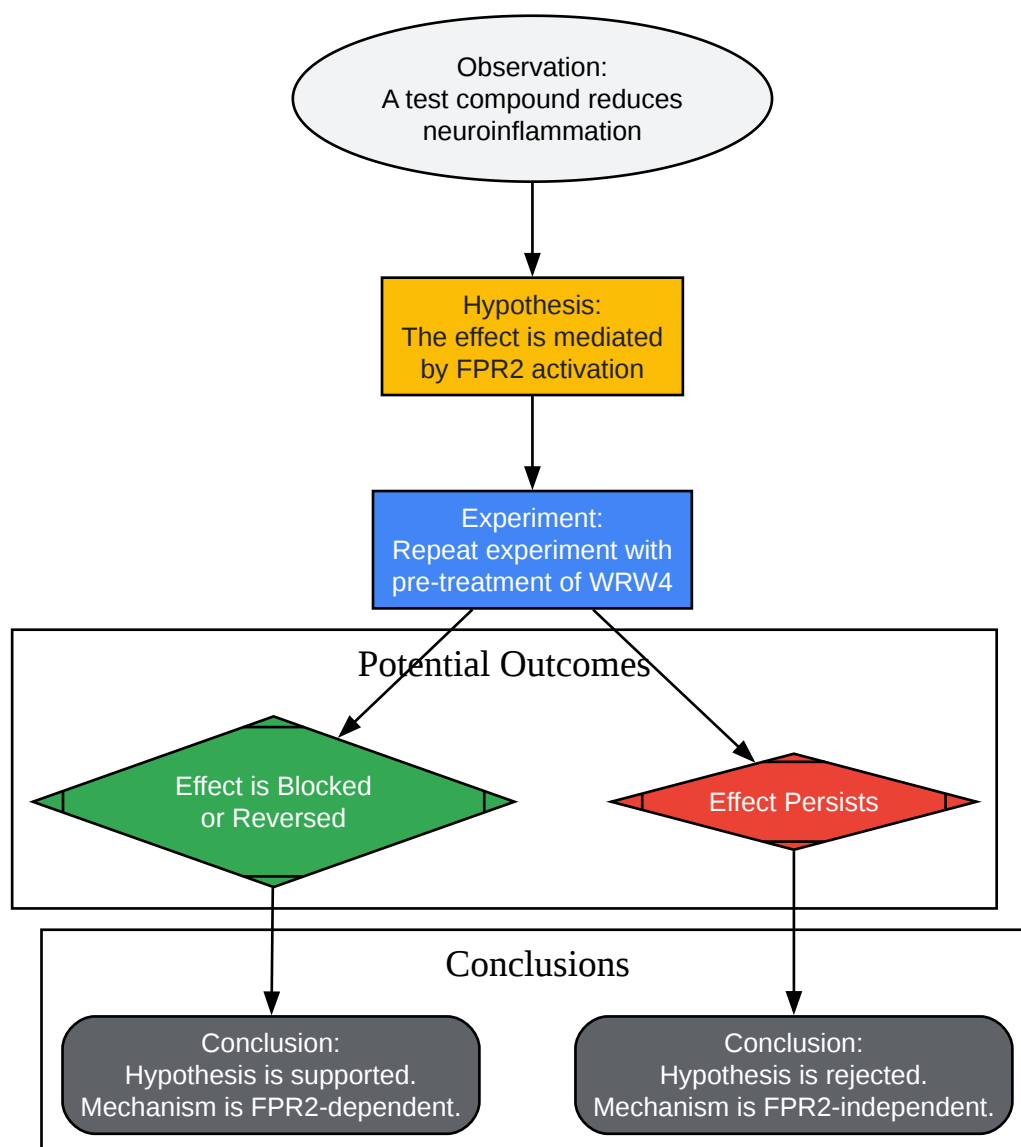 Observation:
A test compound reduces
neuroinflammation
Hypothesis:
The effect is mediated
by FPR2 activation
Experiment:
Repeat experiment with
pre-treatment of WRW4
Potential Outcomes
Effect is Blocked
or Reversed
Effect Persists
Conclusions
Conclusion:
Hypothesis is supported.
Mechanism is FPR2-dependent.
Conclusion:
Hypothesis is rejected.
Mechanism is FPR2-independent.